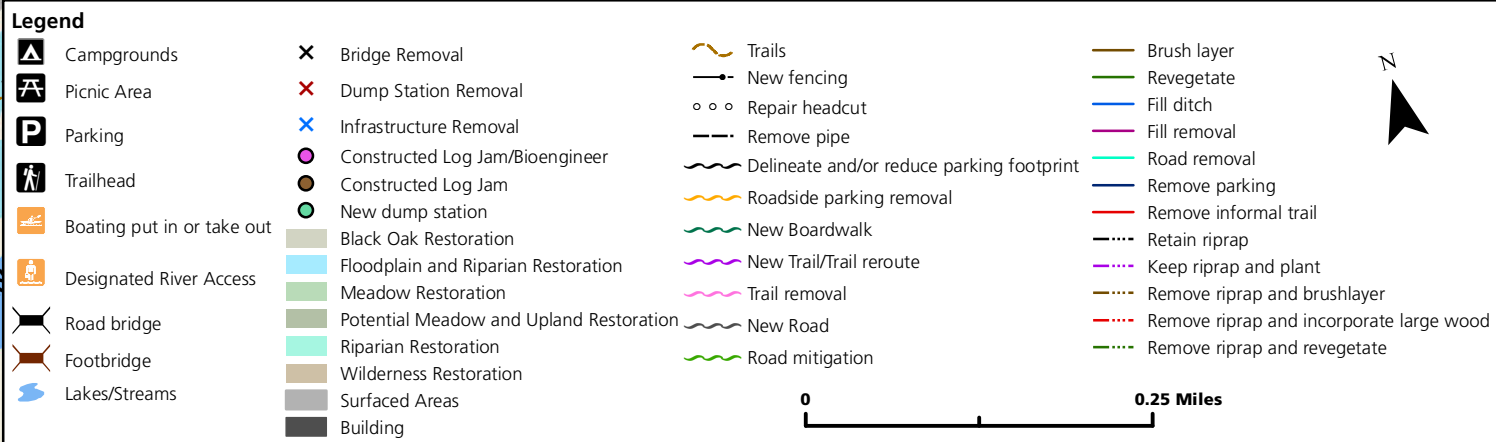 Legend
Campgrounds
Picnic Area
P
Parking
Trailhead
Boating put in or take out
Designated River Access
Road bridge
Footbridge
Lakes/Streams
Bridge Removal
Dump Station Removal
Infrastructure Removal
Constructed Log Jam/Bioengineer
Constructed Log Jam
New dump station
Black Oak Restoration
Floodplain and Riparian Restoration
Meadow Restoration
Potential Meadow and Upland Restoration
Riparian Restoration
Wilderness Restoration
Surfaced Areas
Building
Trails
New fencing
Repair headcut
Remove pipe
Delineate and/or reduce parking footprint
Roadside parking removal
New Boardwalk
New Trail/Trail reroute
Trail removal
New Road
Road mitigation
0 0.25 Miles
Brush layer
Revegetate
Fill ditch
Fill removal
Road removal
Remove parking
Remove informal trail
Retain riprap
Keep riprap and plant
Remove riprap and brushlayer
Remove riprap and incorporate large wood
Remove riprap and revegetate
N